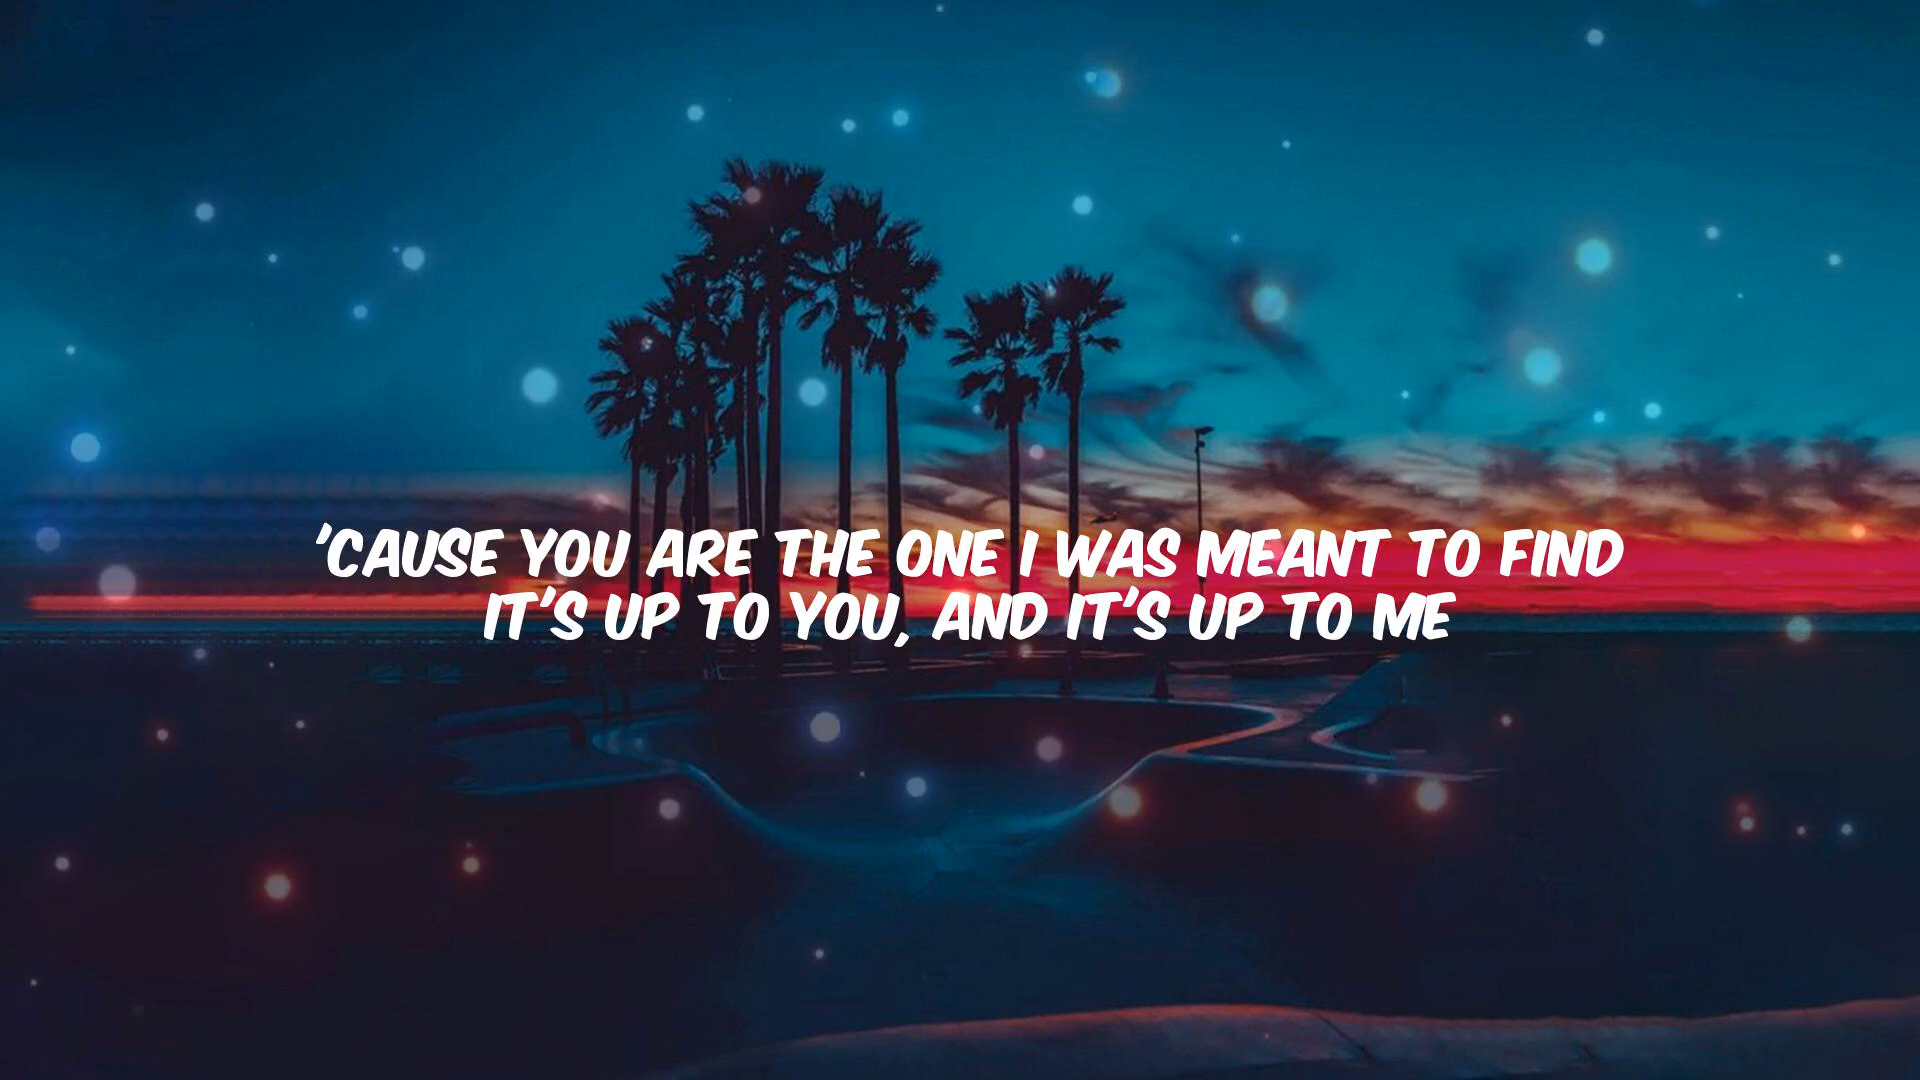 'CAUSE YOU ARE THE ONE I WAS MEANT TO FIND
IT'S UP TO YOU, AND IT'S UP TO ME